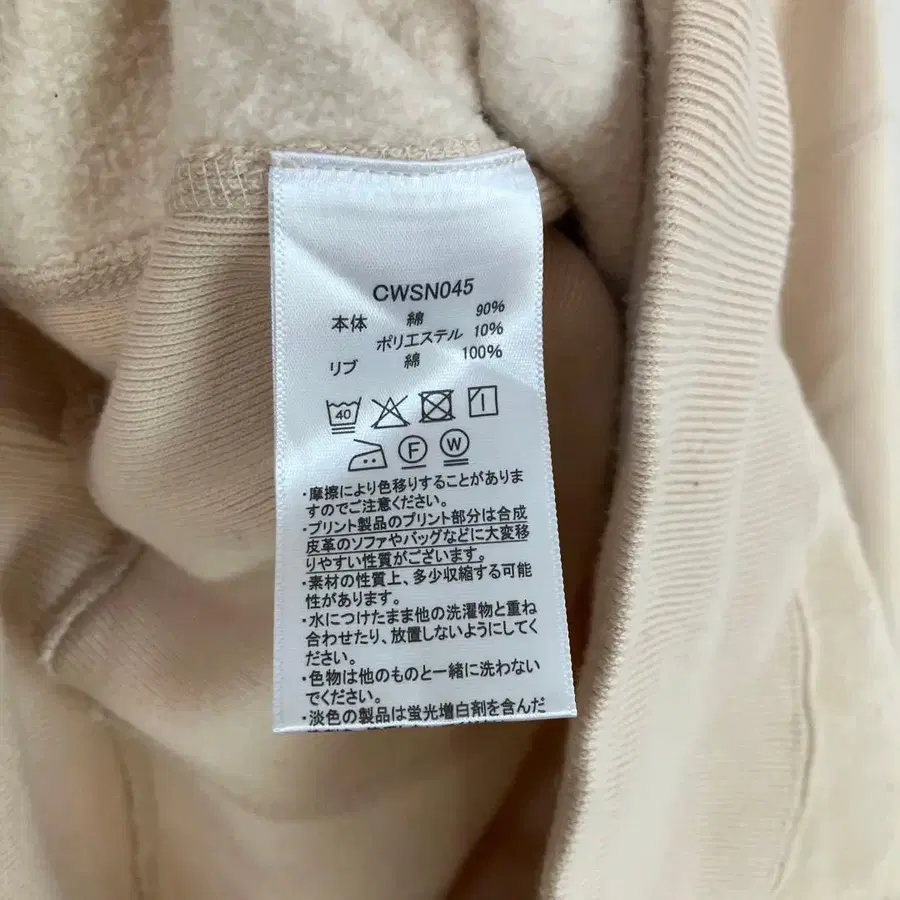 CWSN045
本体 綿 90%
ポリエステル 10%
リブ 綿 100%
40
F W
・摩擦により色移りすることがありま
すのでご注意ください。
・プリント製品のプリント部分は合成
皮革のソファやバッグなどに大変移
りやすい性質がございます。
・素材の性質上、多少収縮する可能
性があります。
・水につけたまま他の洗濯物と重ね
合わせたり、放置しないようにしてく
ださい。
・色物は他のものと一緒に洗わない
でください。
・淡色の製品は蛍光増白剤を含んだ